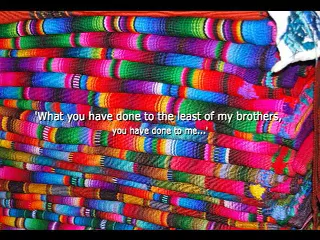 'What you have done to the least of my brothers,
you have done to me...'